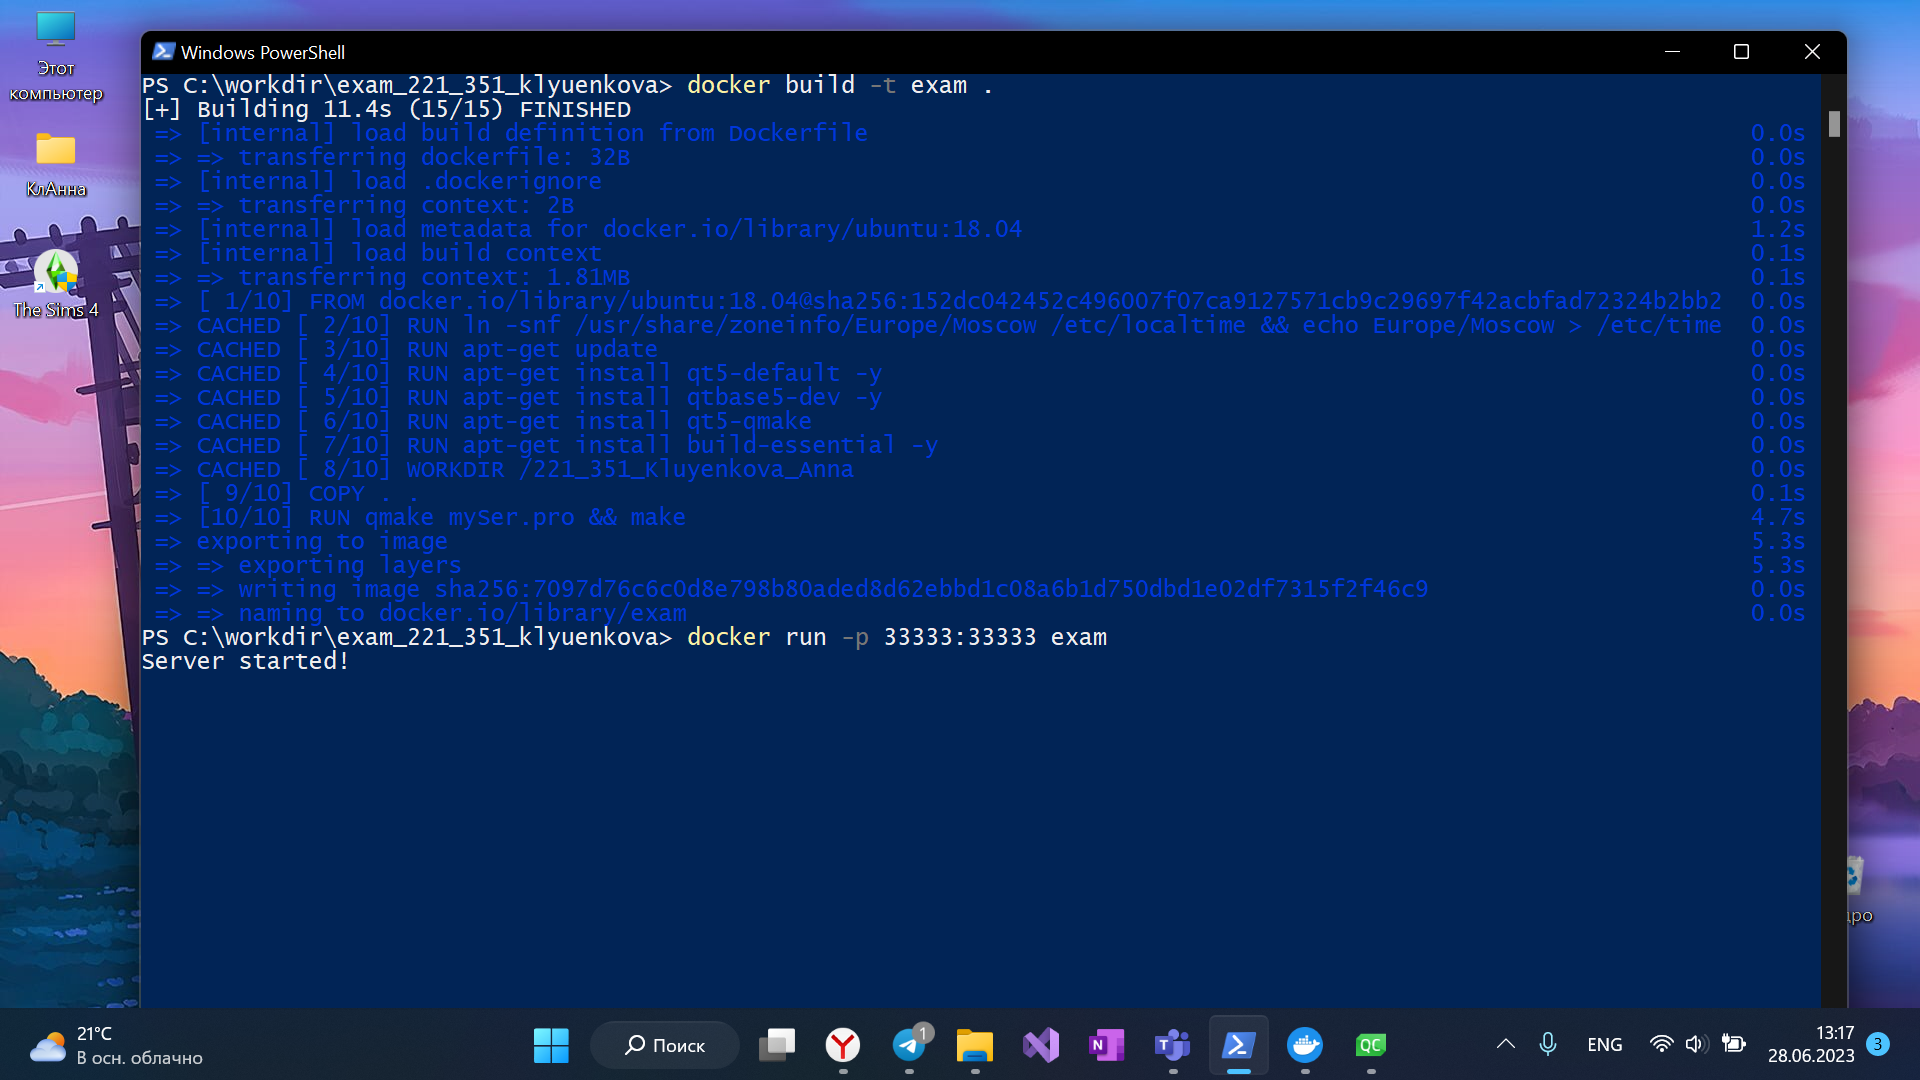 Этот
компьютер
КлАнна
The Sims 4
Windows PowerShell
PS C:\workdir\exam_221_351_klyuenkova> docker build -t exam .
[+] Building 11.4s (15/15) FINISHED
=> [internal] load build definition from Dockerfile 0.0s
=> => transferring dockerfile: 32B 0.0s
=> [internal] load .dockerignore 0.0s
=> => transferring context: 2B 0.0s
=> [internal] load metadata for docker.io/library/ubuntu:18.04 1.2s
=> [internal] load build context 0.1s
=> => transferring context: 1.81MB 0.1s
=> [ 1/10] FROM docker.io/library/ubuntu:18.04@sha256:152dc042452c496007f07ca9127571cb9c29697f42acbfad72324b2bb2 0.0s
=> CACHED [ 2/10] RUN ln -snf /usr/share/zoneinfo/Europe/Moscow /etc/localtime && echo Europe/Moscow > /etc/time 0.0s
=> CACHED [ 3/10] RUN apt-get update 0.0s
=> CACHED [ 4/10] RUN apt-get install qt5-default -y 0.0s
=> CACHED [ 5/10] RUN apt-get install qtbase5-dev -y 0.0s
=> CACHED [ 6/10] RUN apt-get install qt5-qmake 0.0s
=> CACHED [ 7/10] RUN apt-get install build-essential -y 0.0s
=> CACHED [ 8/10] WORKDIR /221_351_Kluyenkova_Anna 0.0s
=> [ 9/10] COPY . . 0.1s
=> [10/10] RUN qmake mySer.pro && make 4.7s
=> exporting to image 5.3s
=> => exporting layers 5.3s
=> => writing image sha256:7097d76c6c0d8e798b80aded8d62ebbd1c08a6b1d750dbd1e02df7315f2f46c9 0.0s
=> => naming to docker.io/library/exam 0.0s
PS C:\workdir\exam_221_351_klyuenkova> docker run -p 33333:33333 exam
Server started!
дро
21°C
В осн. облачно
Поиск
1
N
QC
ENG
13:17
28.06.2023
3